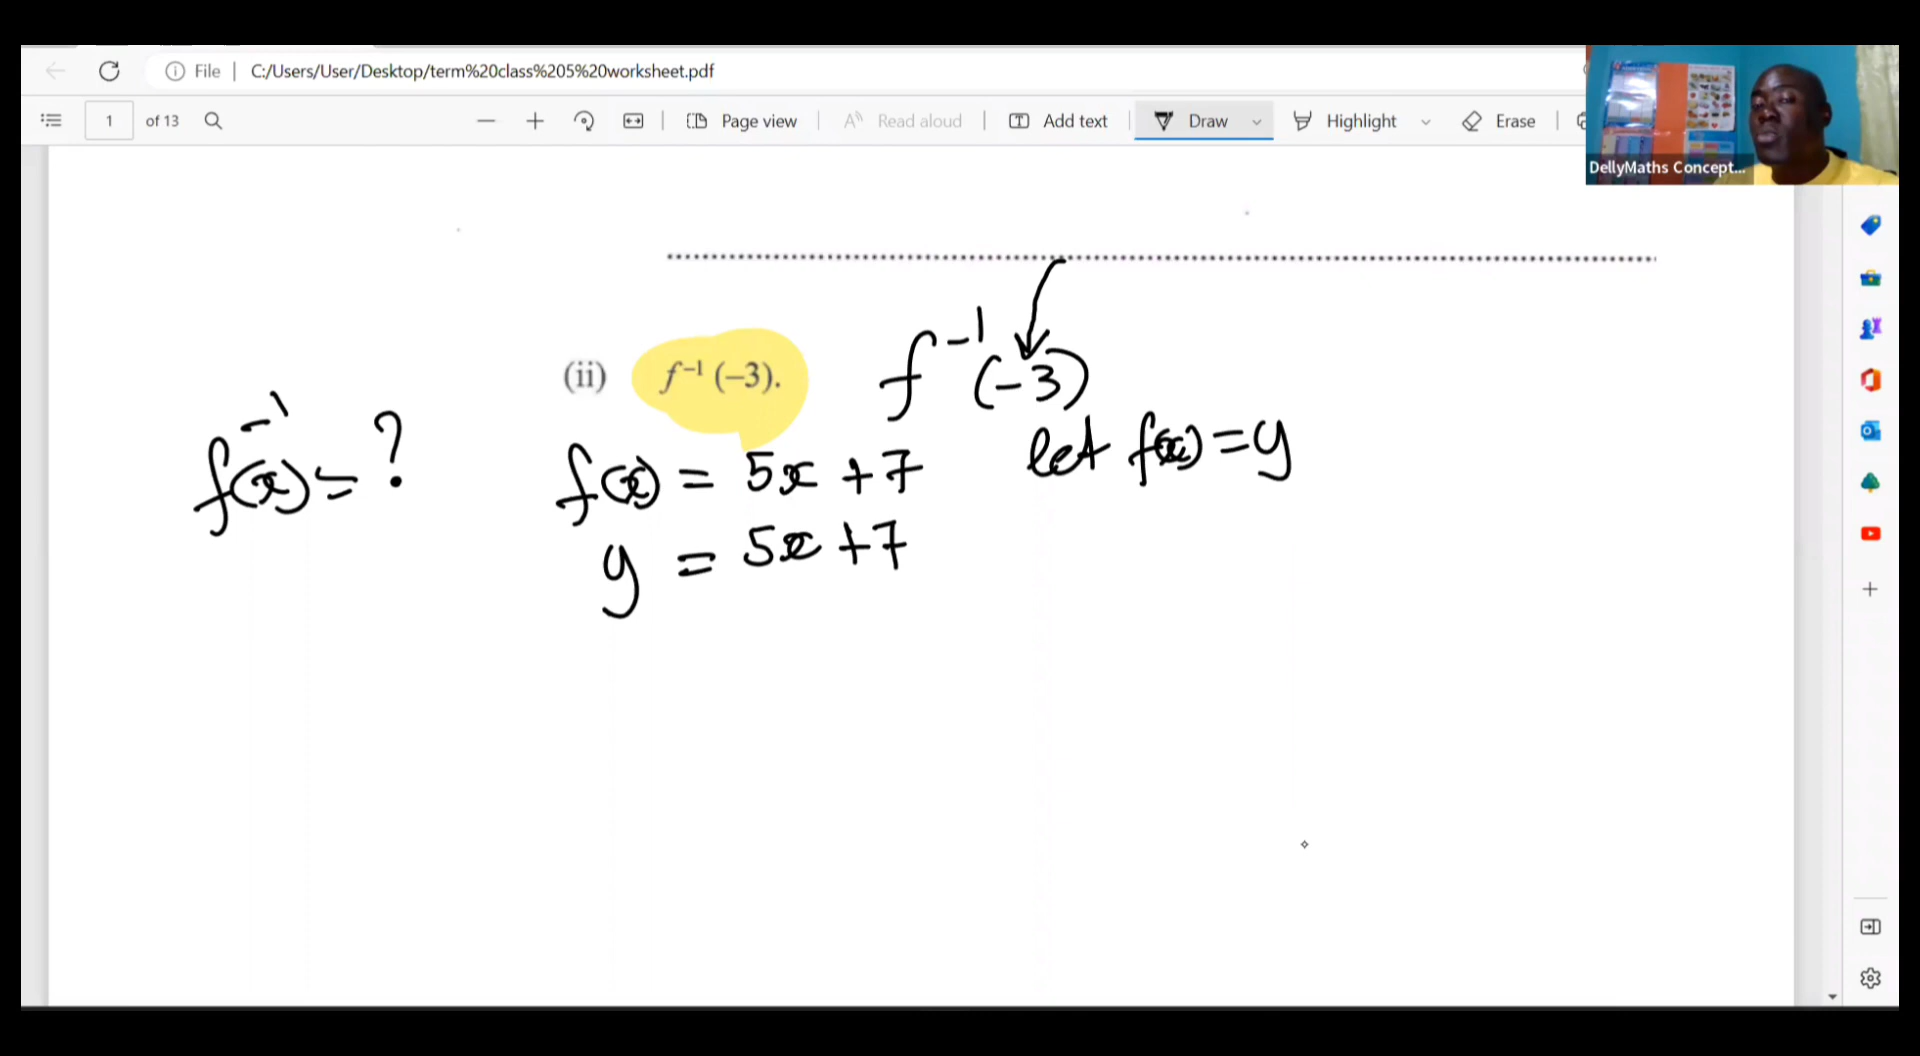 File | C:/Users/User/Desktop/term%20class%205%20worksheet.pdf
1 of 13 Page view Read aloud Add text Draw Highlight Erase
DellyMaths Concept...
(ii) f⁻¹ (−3). f⁻¹(−3)
f⁻¹(x) = ?
f(x) = 5x + 7 let f(x) = y
y = 5x + 7